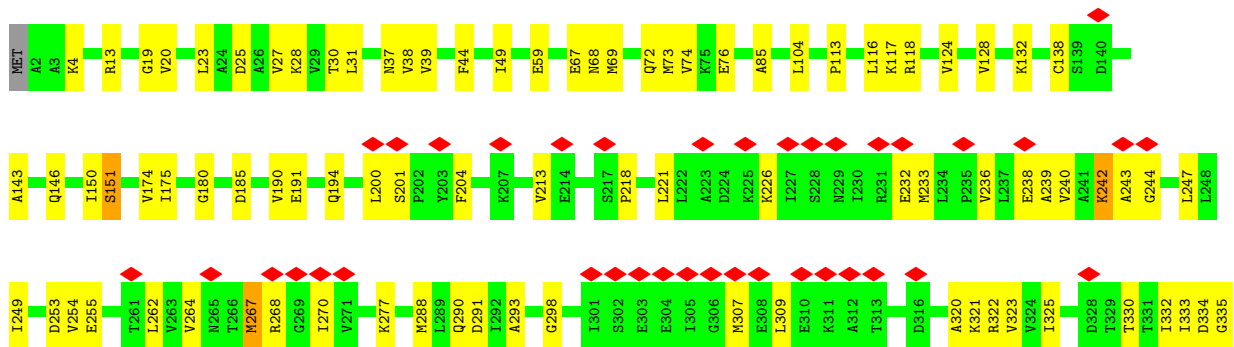 MET A2 A3 K4 R13 G19 V20 L23 A24 D25 A26 V27 K28 V29 T30 L31 N37 V38 V39 F44 I49 E59 E67 N68 M69 Q72 M73 V74 K75 E76 A85 L104 P113 L116 K117 R118 V124 V128 K132 C138 S139 D140
A143 Q146 I150 S151 V174 I175 G180 D185 V190 E191 Q194 L200 S201 P202 Y203 F204 K207 V213 E214 S217 P218 L221 L222 A223 D224 K225 K226 I227 S228 N229 I230 R231 E232 M233 L234 P235 V236 L237 E238 A239 V240 A241 K242 A243 G244 L247 L248
I249 D253 V254 E255 T261 L262 V263 V264 N265 T266 M267 R268 G269 I270 V271 K277 M288 L289 Q290 D291 I292 A293 G298 I301 S302 E303 E304 I305 G306 M307 E308 L309 E310 K311 A312 T313 D316 A320 K321 R322 V323 V324 I325 D328 T329 T330 T331 I332 I333 D334 G335